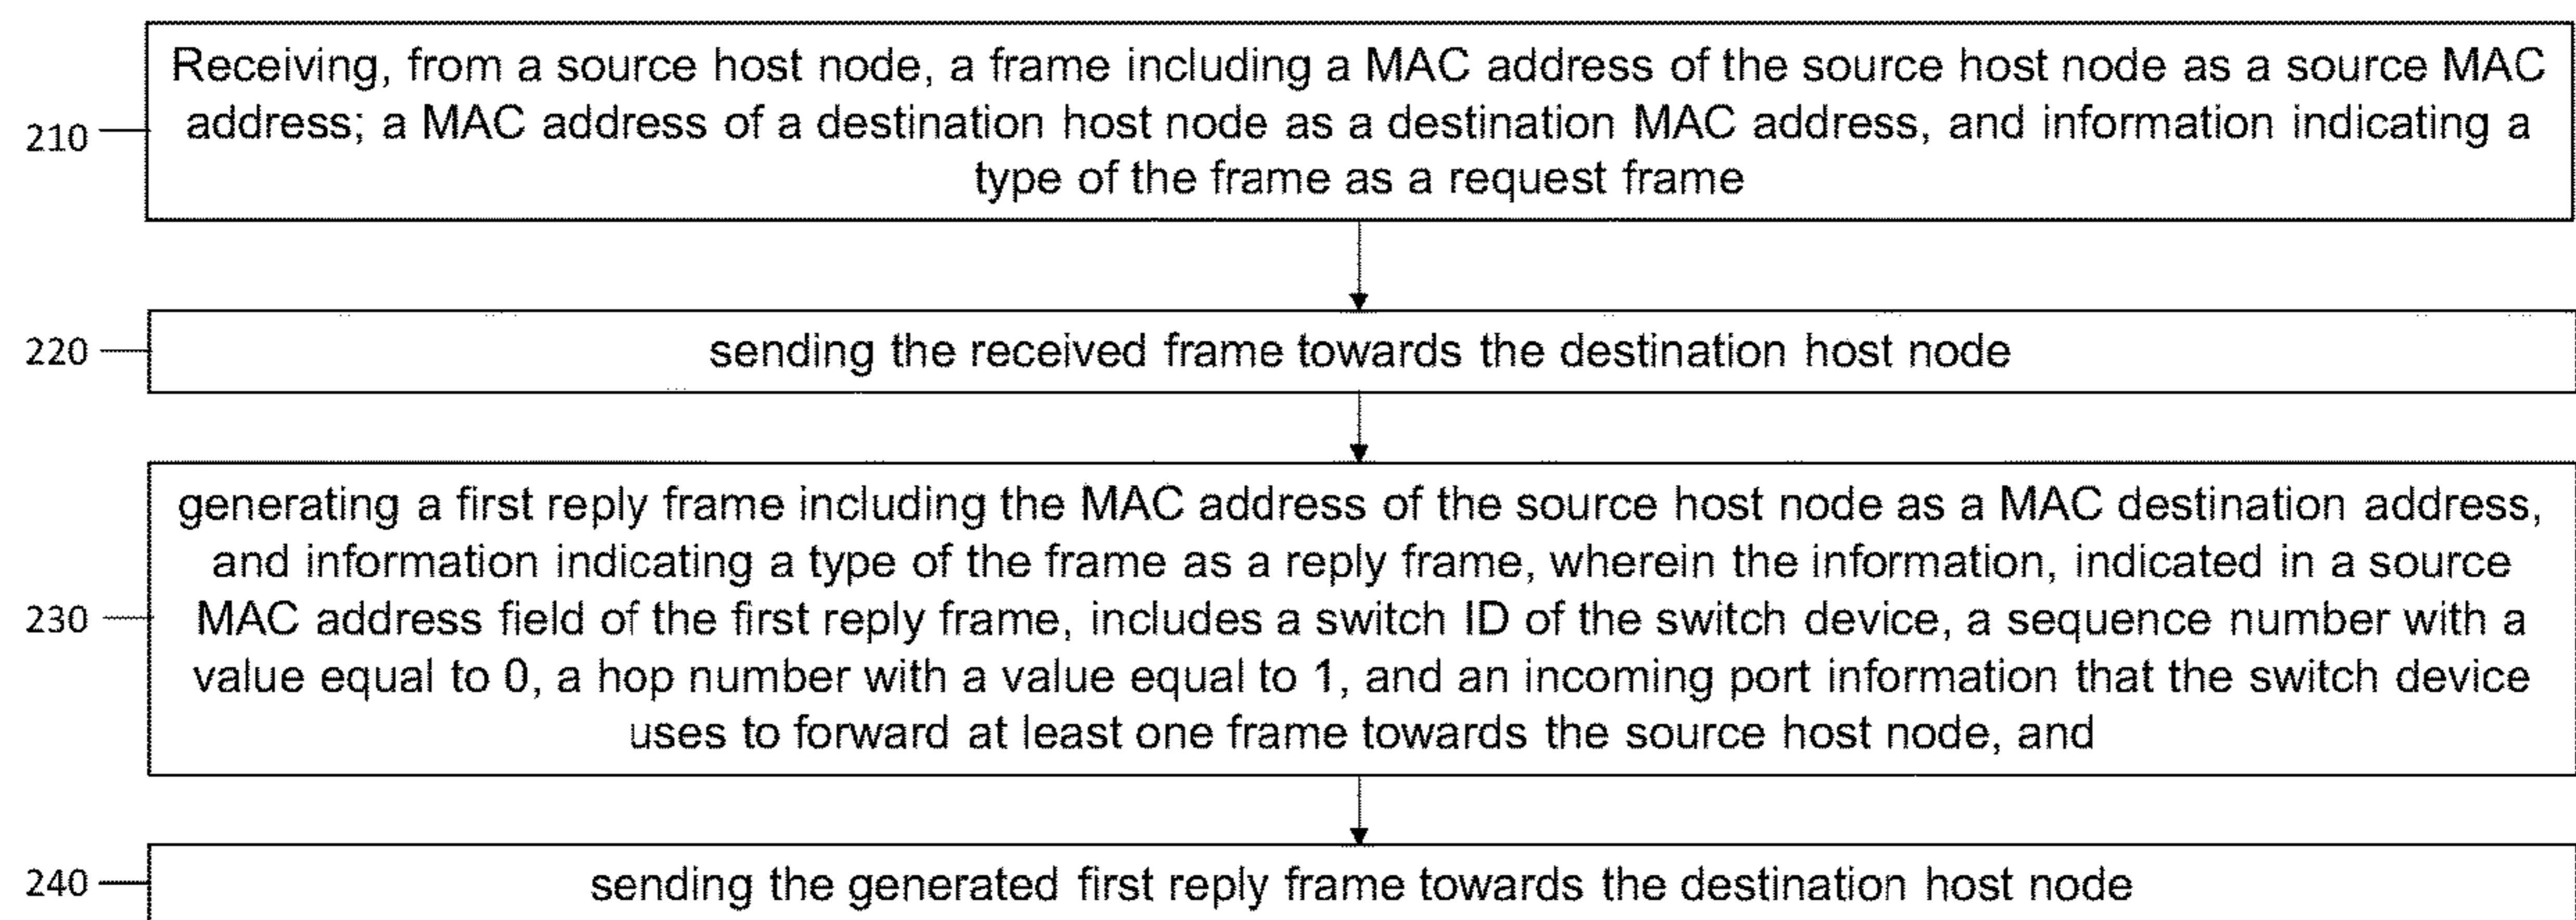 Receiving, from a source host node, a frame including a MAC address of the source host node as a source MAC
210
address; a MAC address of a destination host node as a destination MAC address, and information indicating a
type of the frame as a request frame
220
sending the received frame towards the destination host node
generating a first reply frame including the MAC address of the source host node as a MAC destination address,
and information indicating a type of the frame as a reply frame, wherein the information, indicated in a source
230
MAC address field of the first reply frame, includes a switch ID of the switch device, a sequence number with a
value equal to 0, a hop number with a value equal to 1, and an incoming port information that the switch device
uses to forward at least one frame towards the source host node, and
240
sending the generated first reply frame towards the destination host node